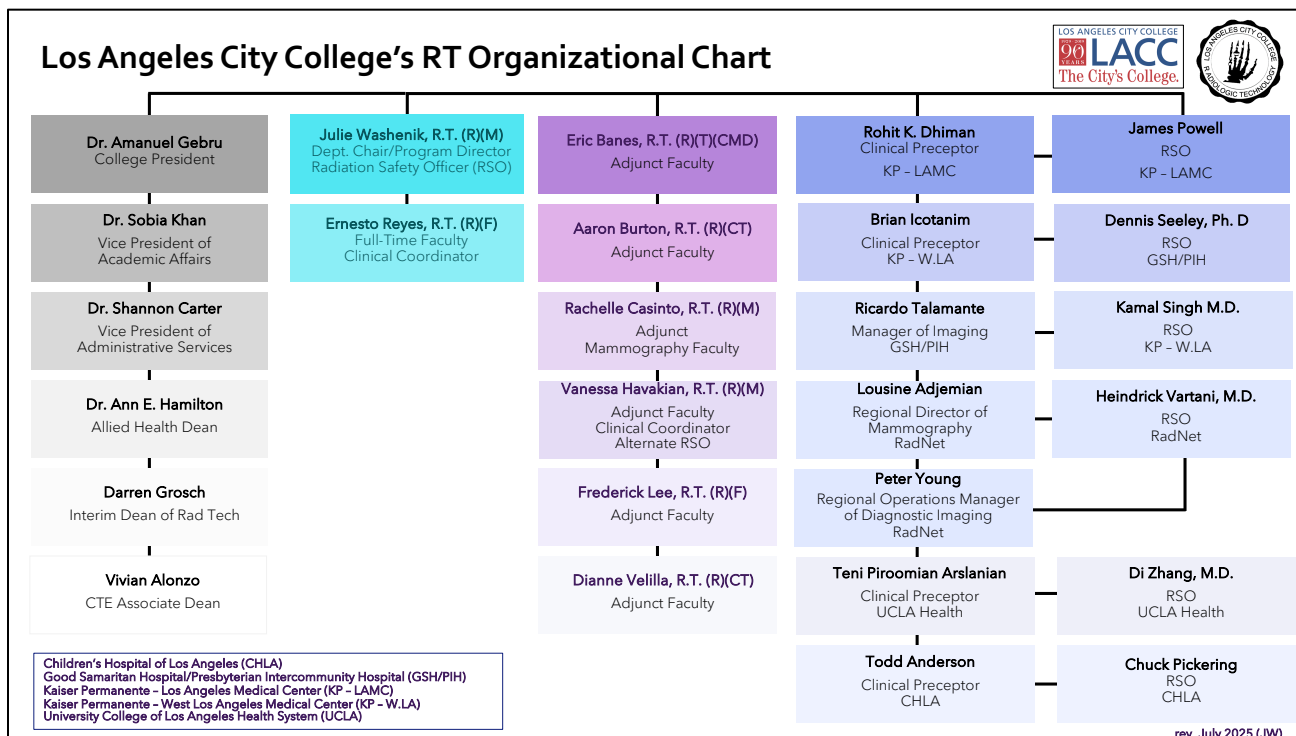 Los Angeles City College's RT Organizational Chart
LOS ANGELES CITY COLLEGE
90
YEARS
LACC
The City's College.
LOS ANGELES CITY COLLEGE
RADIOLOGIC TECHNOLOGY
Dr. Amanuel Gebru
College President
Dr. Sobia Khan
Vice President of
Academic Affairs
Dr. Shannon Carter
Vice President of
Administrative Services
Dr. Ann E. Hamilton
Allied Health Dean
Darren Grosch
Interim Dean of Rad Tech
Vivian Alonzo
CTE Associate Dean
Julie Washenik, R.T. (R)(M)
Dept. Chair/Program Director
Radiation Safety Officer (RSO)
Ernesto Reyes, R.T. (R)(F)
Full-Time Faculty
Clinical Coordinator
Eric Banes, R.T. (R)(T)(CMD)
Adjunct Faculty
Aaron Burton, R.T. (R)(CT)
Adjunct Faculty
Rachelle Casinto, R.T. (R)(M)
Adjunct
Mammography Faculty
Vanessa Havakian, R.T. (R)(M)
Adjunct Faculty
Clinical Coordinator
Alternate RSO
Frederick Lee, R.T. (R)(F)
Adjunct Faculty
Dianne Velilla, R.T. (R)(CT)
Adjunct Faculty
Rohit K. Dhiman
Clinical Preceptor
KP – LAMC
James Powell
RSO
KP – LAMC
Brian Icotanim
Clinical Preceptor
KP – W.LA
Dennis Seeley, Ph. D
RSO
GSH/PIH
Ricardo Talamante
Manager of Imaging
GSH/PIH
Kamal Singh M.D.
RSO
KP – W.LA
Lousine Adjemian
Regional Director of
Mammography
RadNet
Heindrick Vartani, M.D.
RSO
RadNet
Peter Young
Regional Operations Manager
of Diagnostic Imaging
RadNet
Teni Piroomian Arslanian
Clinical Preceptor
UCLA Health
Di Zhang, M.D.
RSO
UCLA Health
Todd Anderson
Clinical Preceptor
CHLA
Chuck Pickering
RSO
CHLA
Children's Hospital of Los Angeles (CHLA)
Good Samaritan Hospital/Presbyterian Intercommunity Hospital (GSH/PIH)
Kaiser Permanente – Los Angeles Medical Center (KP – LAMC)
Kaiser Permanente – West Los Angeles Medical Center (KP – W.LA)
University College of Los Angeles Health System (UCLA)
rev. July 2025 (JW)